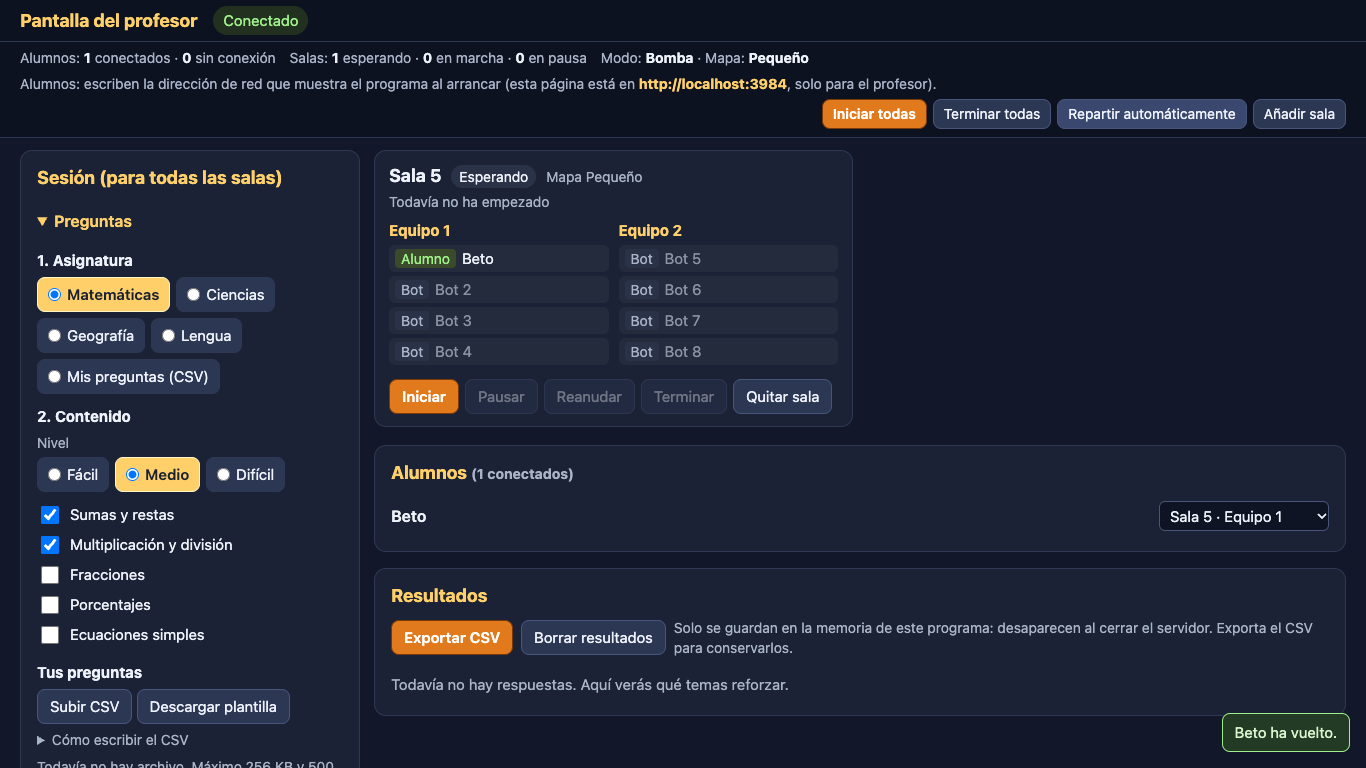 Pantalla del profesor Conectado
Alumnos: 1 conectados · 0 sin conexión Salas: 1 esperando · 0 en marcha · 0 en pausa Modo: Bomba · Mapa: Pequeño
Alumnos: escriben la dirección de red que muestra el programa al arrancar (esta página está en http://localhost:3984, solo para el profesor).
Iniciar todas Terminar todas Repartir automáticamente Añadir sala
Sesión (para todas las salas)
▼ Preguntas
1. Asignatura
Matemáticas Ciencias
Geografía Lengua
Mis preguntas (CSV)
2. Contenido
Nivel
Fácil Medio Difícil
Sumas y restas
Multiplicación y división
Fracciones
Porcentajes
Ecuaciones simples
Tus preguntas
Subir CSV Descargar plantilla
▶ Cómo escribir el CSV
Todavía no hay archivo. Máximo 256 KB y 500
Sala 5 Esperando Mapa Pequeño
Todavía no ha empezado
Equipo 1 Equipo 2
Alumno Beto Bot Bot 5
Bot Bot 2 Bot Bot 6
Bot Bot 3 Bot Bot 7
Bot Bot 4 Bot Bot 8
Iniciar Pausar Reanudar Terminar Quitar sala
Alumnos (1 conectados)
Beto Sala 5 · Equipo 1
Resultados
Exportar CSV Borrar resultados Solo se guardan en la memoria de este programa: desaparecen al cerrar el servidor. Exporta el CSV
para conservarlos.
Todavía no hay respuestas. Aquí verás qué temas reforzar.
Beto ha vuelto.